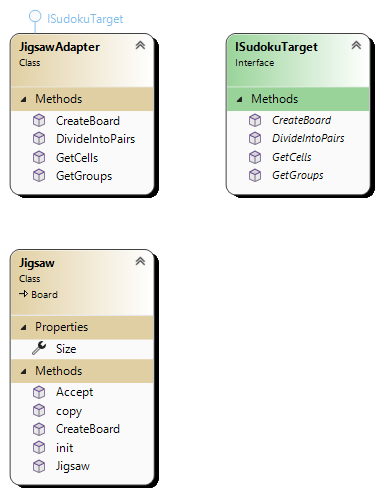 ISudokuTarget
JigsawAdapter
Class
Methods
CreateBoard
DivideIntoPairs
GetCells
GetGroups
ISudokuTarget
Interface
Methods
CreateBoard
DivideIntoPairs
GetCells
GetGroups
Jigsaw
Class
Board
Properties
Size
Methods
Accept
copy
CreateBoard
init
Jigsaw